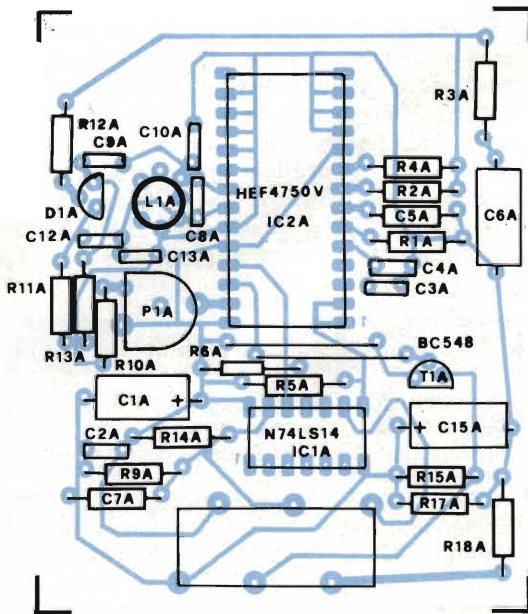 R3A
R12A
C9A
C10A
R4A
HEF4750V
R2A
D1A
L1A
IC2A
C5A
C6A
C12A
C8A
R1A
C13A
C4A
C3A
R11A
P1A
BC548
R6A
R13A
R10A
T1A
R5A
C1A +
+ C15A
C2A
R14A
N74LS14
IC1A
R9A
R15A
C7A
R17A
R18A